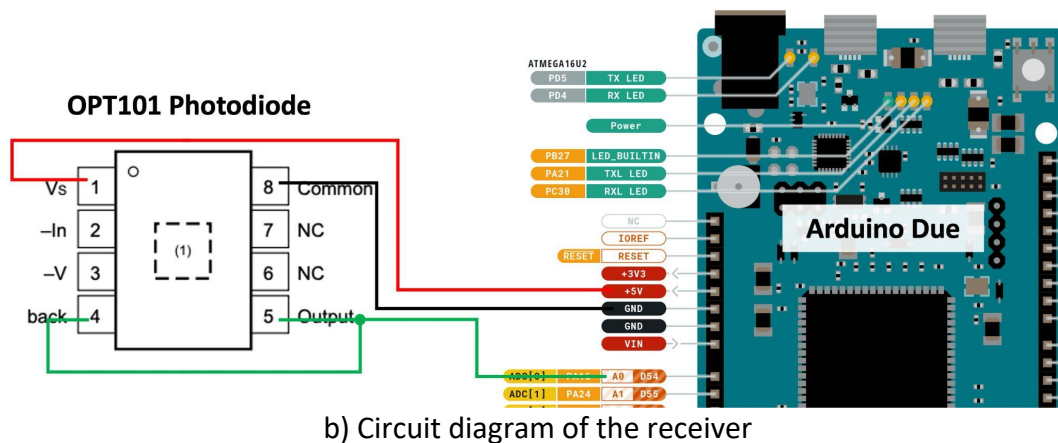 ATMEGA16U2
PD5 TX LED
PD4 RX LED
OPT101 Photodiode
Power
PB27 LED_BUILTIN
PA21 TXL LED
PC30 RXL LED
Vs 1 8 Common
–In 2 (1) 7 NC
–V 3 6 NC
back 4 5 Output
NC
IOREF
RESET RESET
+3V3
+5V
GND
GND
VIN
A0 D54
ADC[1] PA24 A1 D55
Arduino Due
b) Circuit diagram of the receiver